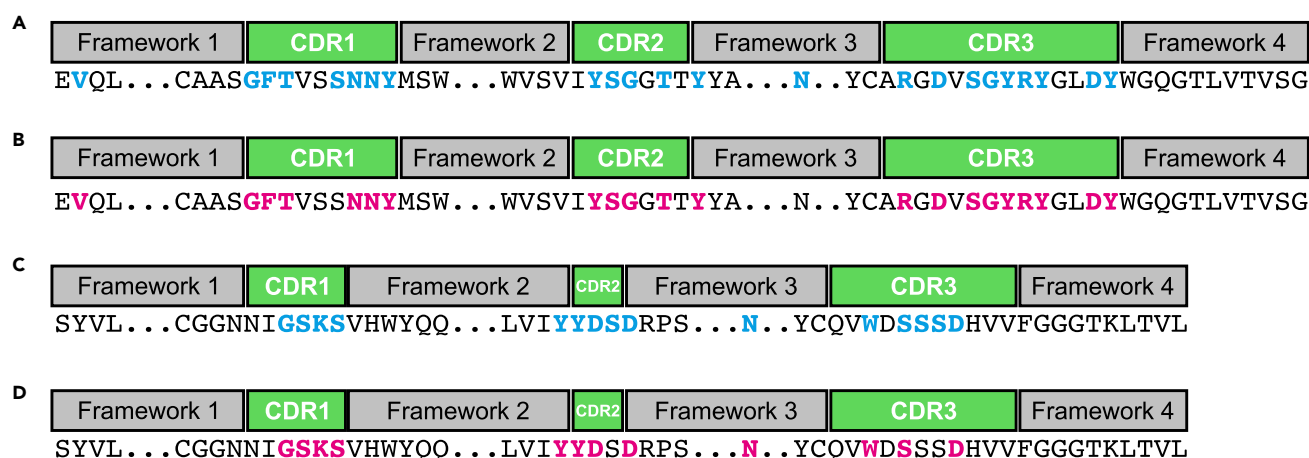 A
Framework 1 CDR1 Framework 2 CDR2 Framework 3 CDR3 Framework 4
EVQL...CAASGFTVSSNNYMSW...WVSVIYSGGTTYYA...N..YCARGDVSGYRYGLDYWGQGTLVTVSG
B
Framework 1 CDR1 Framework 2 CDR2 Framework 3 CDR3 Framework 4
EVQL...CAASGFTVSSNNYMSW...WVSVIYSGGTTYYA...N..YCARGDVSGYRYGLDYWGQGTLVTVSG
C
Framework 1 CDR1 Framework 2 CDR2 Framework 3 CDR3 Framework 4
SYVL...CGGNNIGSKSVHWYQQ...LVIYYDSDRPS...N..YCQVWDSSSDHVVFGGGTKLTVL
D
Framework 1 CDR1 Framework 2 CDR2 Framework 3 CDR3 Framework 4
SYVL...CGGNNIGSKSVHWYQQ...LVIYYDSDRPS...N..YCQVWDSSSDHVVFGGGTKLTVL